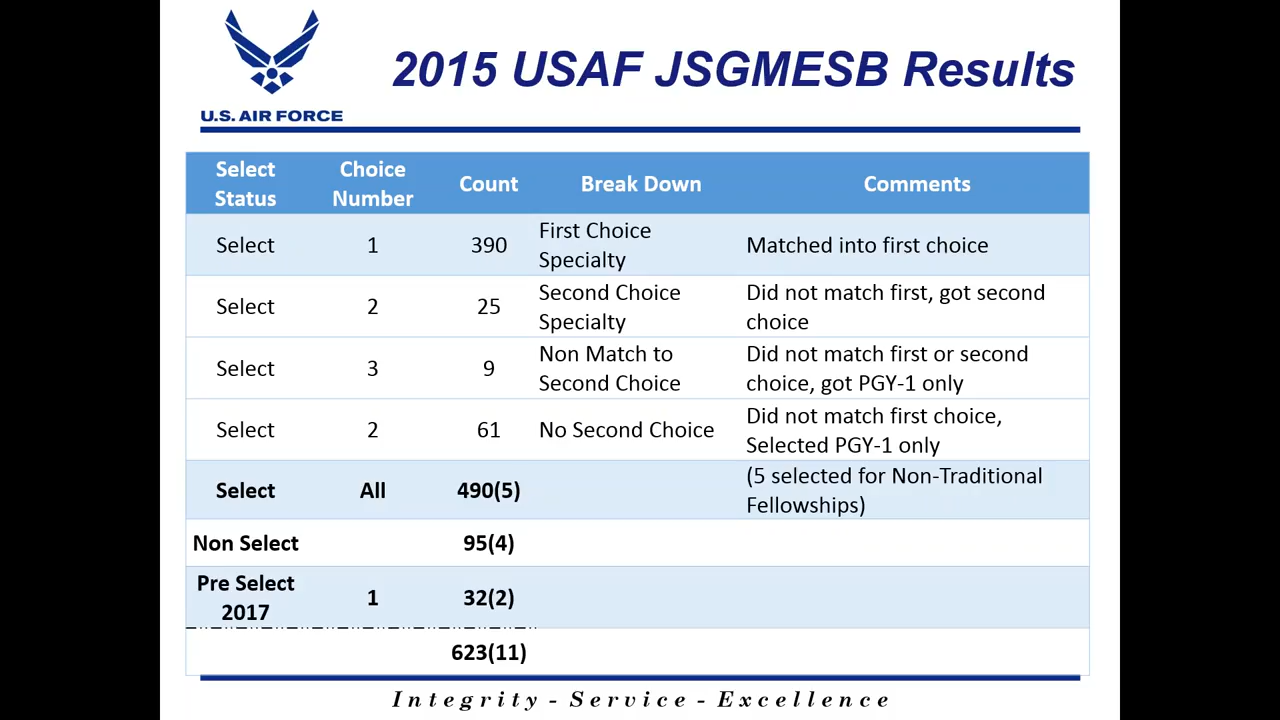 2015 USAF JSGMESB Results
U.S. AIR FORCE
Select Status Choice Number Count Break Down Comments
Select 1 390 First Choice Specialty Matched into first choice
Select 2 25 Second Choice Specialty Did not match first, got second choice
Select 3 9 Non Match to Second Choice Did not match first or second choice, got PGY-1 only
Select 2 61 No Second Choice Did not match first choice, Selected PGY-1 only
Select All 490(5) (5 selected for Non-Traditional Fellowships)
Non Select 95(4)
Pre Select 2017 1 32(2)
623(11)
Integrity - Service - Excellence